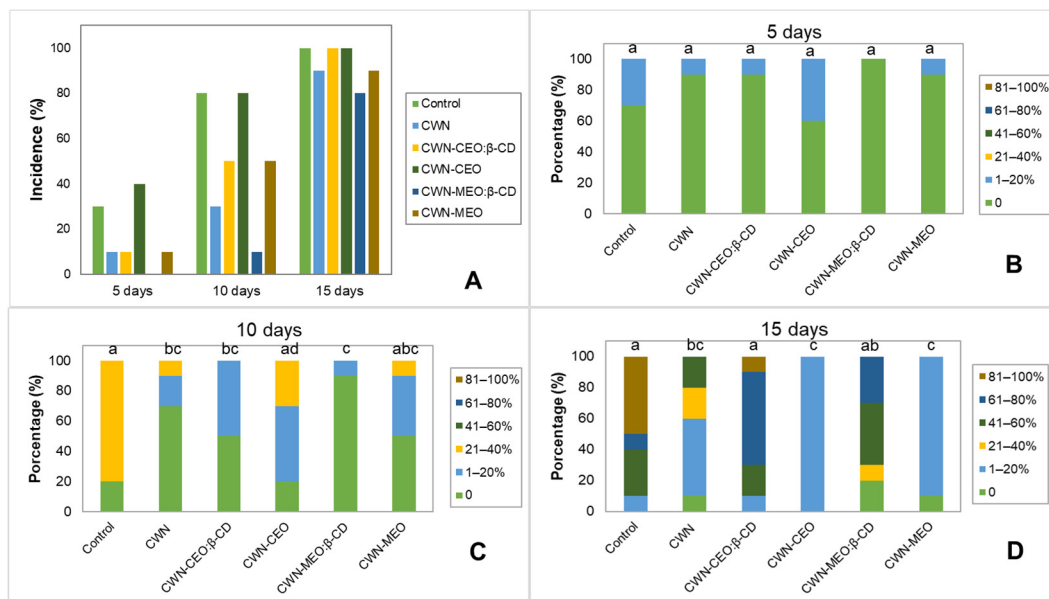 100
80
60
40
20
0
Incidence (%)
5 days
10 days
15 days
Control
CWN
CWN-CEO:β-CD
CWN-CEO
CWN-MEO:β-CD
CWN-MEO
A
5 days
a a a a a a
100
80
60
40
20
0
Percentage (%)
Control
CWN
CWN-CEO:β-CD
CWN-CEO
CWN-MEO:β-CD
CWN-MEO
81–100%
61–80%
41–60%
21–40%
1–20%
0
B
10 days
a bc bc ad c abc
100
80
60
40
20
0
Percentage (%)
Control
CWN
CWN-CEO:β-CD
CWN-CEO
CWN-MEO:β-CD
CWN-MEO
81–100%
61–80%
41–60%
21–40%
1–20%
0
C
15 days
a bc a c ab c
100
80
60
40
20
0
Percentage (%)
Control
CWN
CWN-CEO:β-CD
CWN-CEO
CWN-MEO:β-CD
CWN-MEO
81–100%
61–80%
41–60%
21–40%
1–20%
0
D